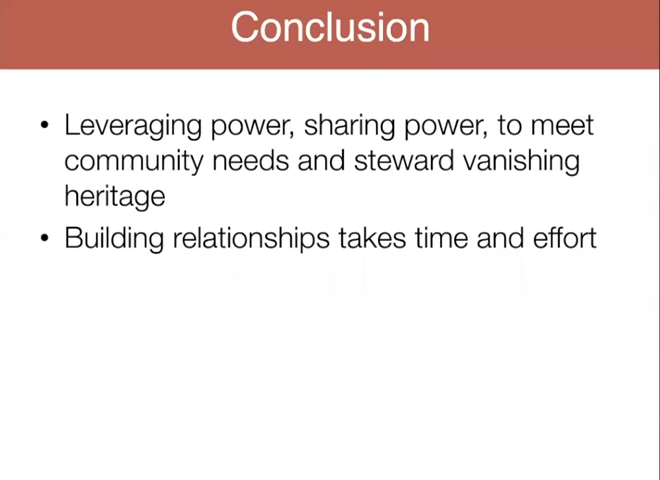 Conclusion
• Leveraging power, sharing power, to meet
community needs and steward vanishing
heritage
• Building relationships takes time and effort